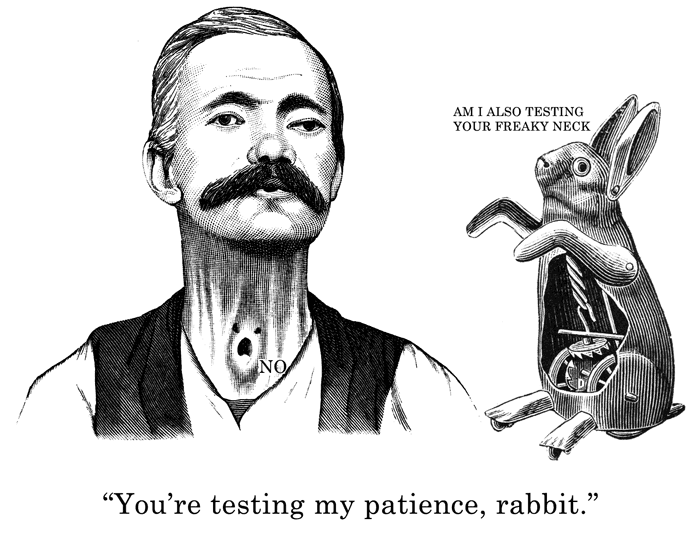 AM I ALSO TESTING
YOUR FREAKY NECK
NO
“You’re testing my patience, rabbit.”